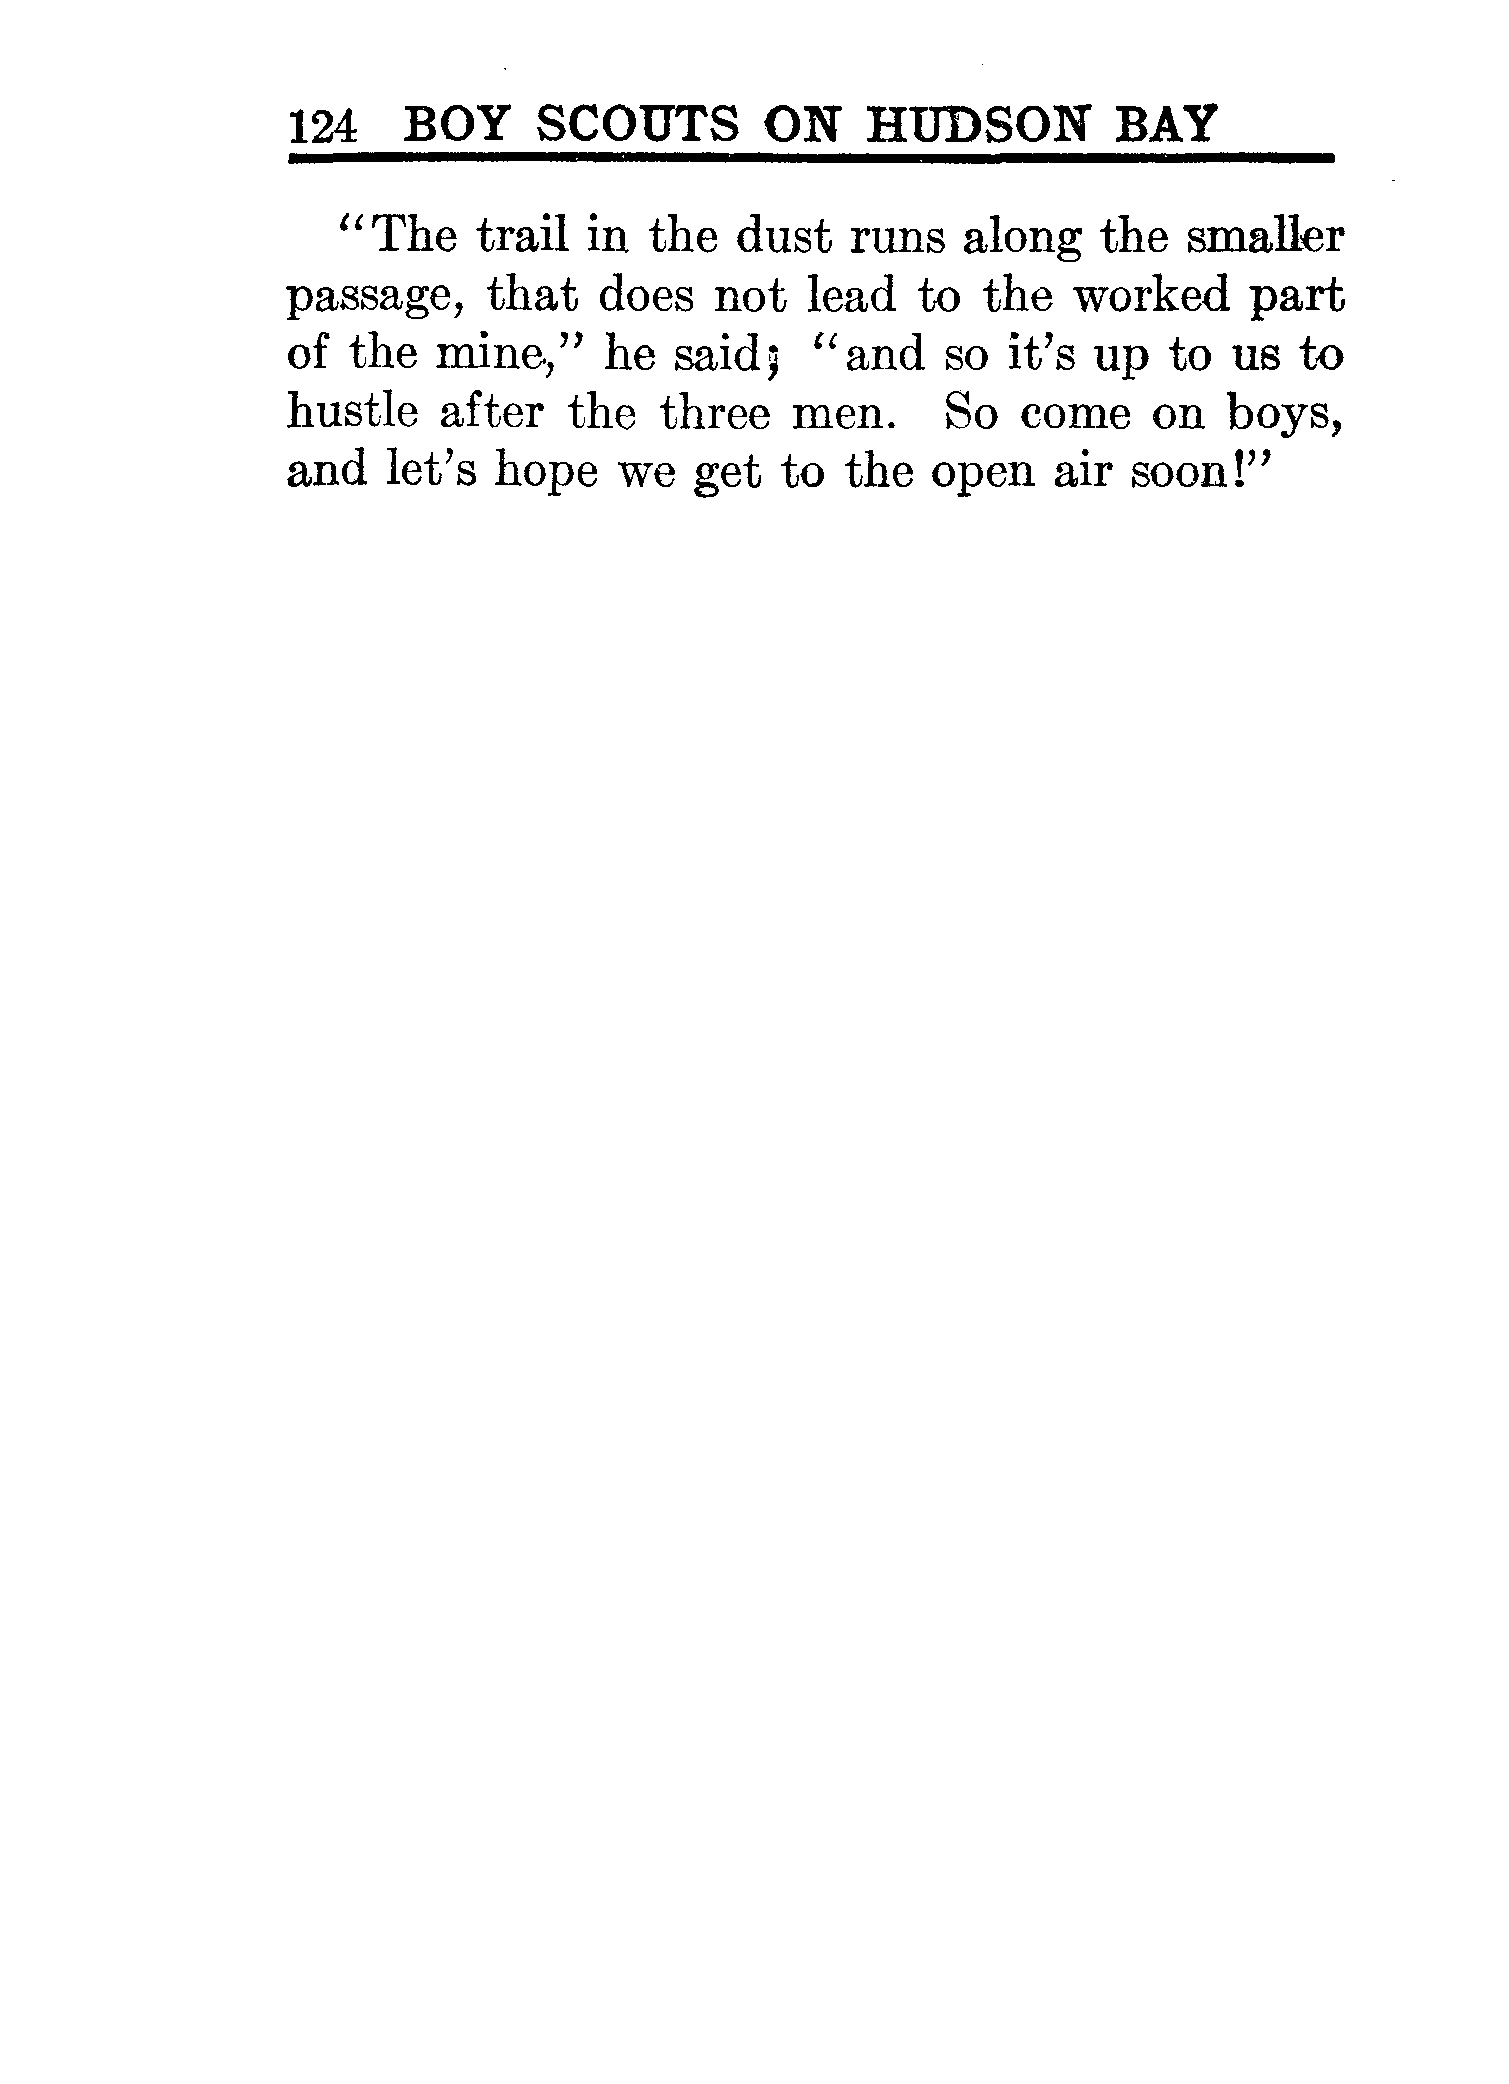 124 BOY SCOUTS ON HUDSON BAY
“The trail in the dust runs along the smaller
passage, that does not lead to the worked part
of the mine,” he said; “and so it’s up to us to
hustle after the three men. So come on boys,
and let’s hope we get to the open air soon!”